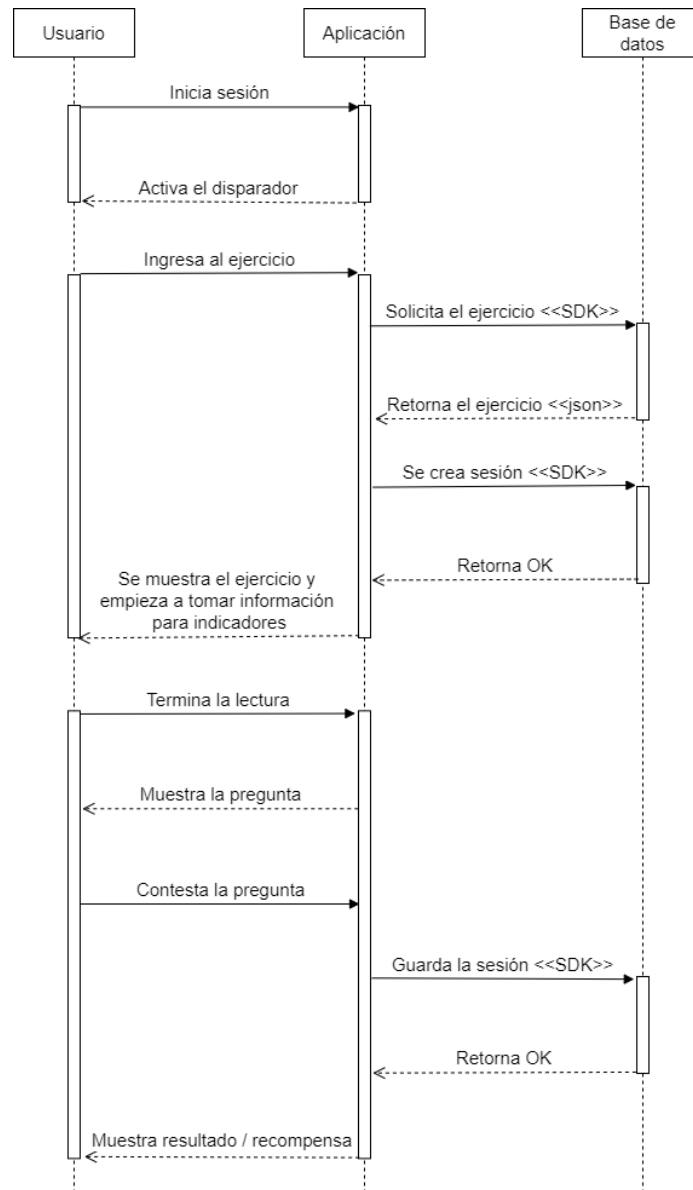 Usuario
Aplicación
Base de
datos
Inicia sesión
Activa el disparador
Ingresa al ejercicio
Solicita el ejercicio <<SDK>>
Retorna el ejercicio <<json>>
Se crea sesión <<SDK>>
Retorna OK
Se muestra el ejercicio y
empieza a tomar información
para indicadores
Termina la lectura
Muestra la pregunta
Contesta la pregunta
Guarda la sesión <<SDK>>
Retorna OK
Muestra resultado / recompensa